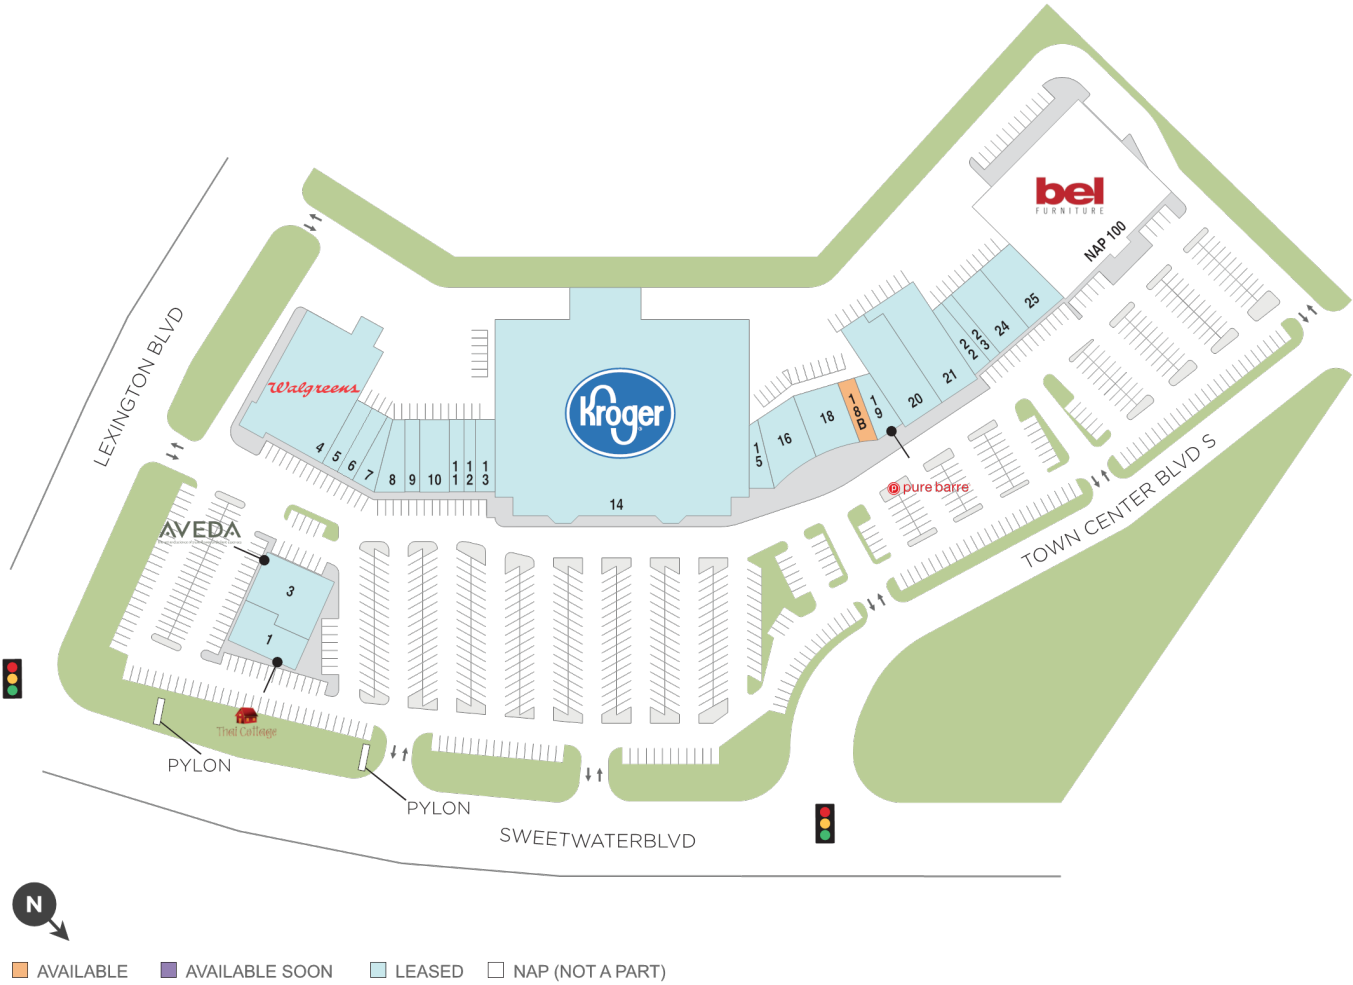 bel
FURNITURE
NAP 100
LEXINGTON BLVD
Walgreens
Kroger
4
5
6
7
8
9
10
11
12
13
14
15
16
18
18B
19
20
21
22
23
24
25
pure barre
TOWN CENTER BLVD S
AVEDA
3
1
Thai Cottage
PYLON
PYLON
SWEETWATERBLVD
N
AVAILABLE
AVAILABLE SOON
LEASED
NAP (NOT A PART)